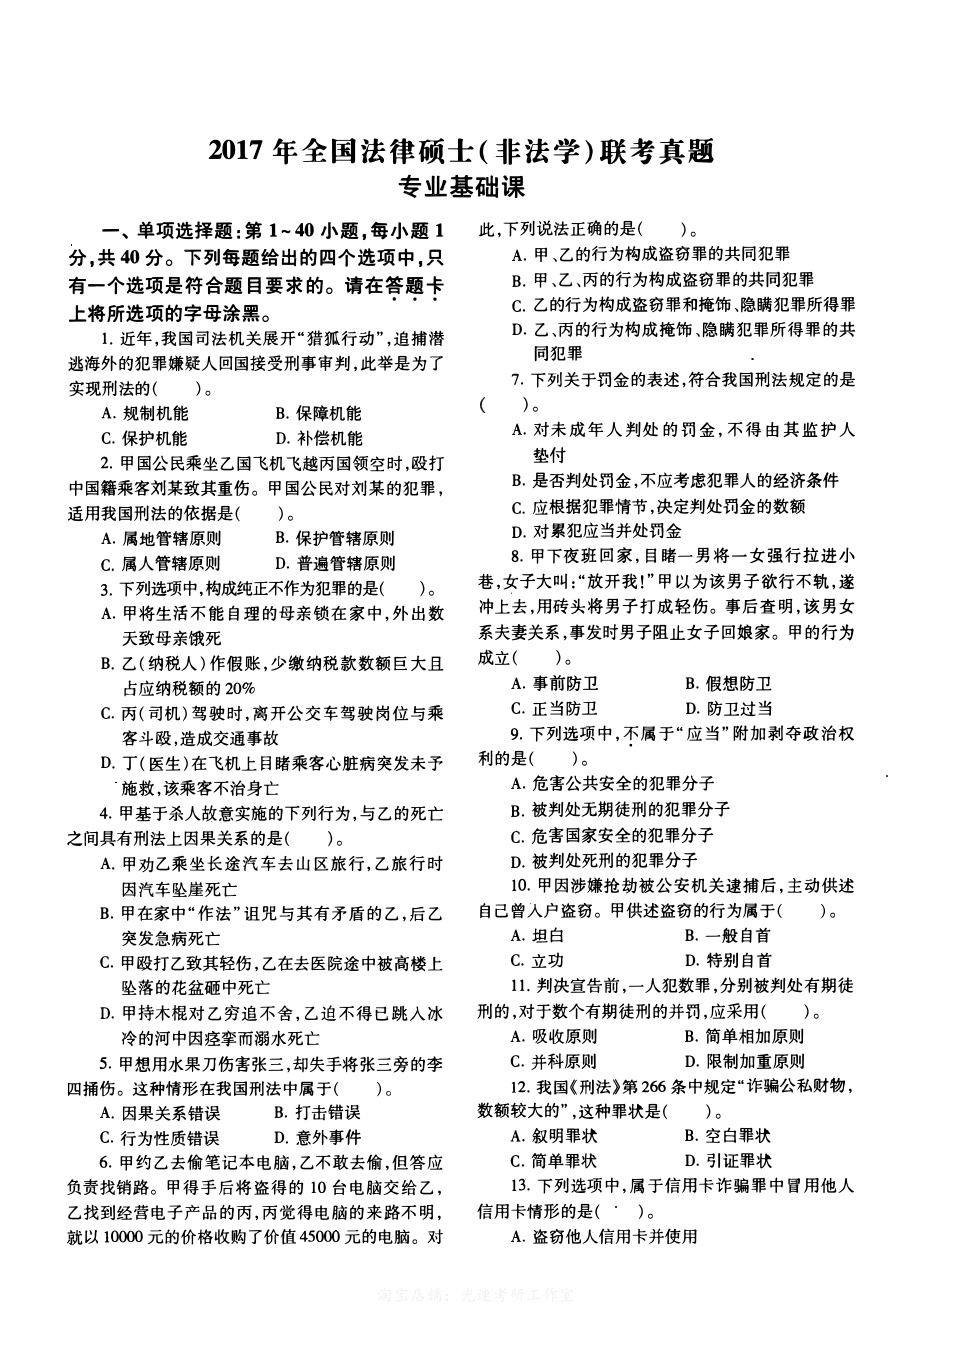 2017 年全国法律硕士(非法学)联考真题
专业基础课
一、单项选择题:第 1~40 小题,每小题 1
分,共 40 分。下列每题给出的四个选项中,只
有一个选项是符合题目要求的。请在答题卡
上将所选项的字母涂黑。
1. 近年,我国司法机关展开“猎狐行动”,追捕潜
逃海外的犯罪嫌疑人回国接受刑事审判,此举是为了
实现刑法的(  )。
A. 规制机能 B. 保障机能
C. 保护机能 D. 补偿机能
2. 甲国公民乘坐乙国飞机飞越丙国领空时,殴打
中国籍乘客刘某致其重伤。甲国公民对刘某的犯罪,
适用我国刑法的依据是(  )。
A. 属地管辖原则 B. 保护管辖原则
C. 属人管辖原则 D. 普遍管辖原则
3. 下列选项中,构成纯正不作为犯罪的是(  )。
A. 甲将生活不能自理的母亲锁在家中,外出数
天致母亲饿死
B. 乙(纳税人)作假账,少缴纳税款数额巨大且
占应纳税额的 20%
C. 丙(司机)驾驶时,离开公交车驾驶岗位与乘
客斗殴,造成交通事故
D. 丁(医生)在飞机上目睹乘客心脏病突发未予
施救,该乘客不治身亡
4. 甲基于杀人故意实施的下列行为,与乙的死亡
之间具有刑法上因果关系的是(  )。
A. 甲劝乙乘坐长途汽车去山区旅行,乙旅行时
因汽车坠崖死亡
B. 甲在家中“作法”诅咒与其有矛盾的乙,后乙
突发急病死亡
C. 甲殴打乙致其轻伤,乙在去医院途中被高楼上
坠落的花盆砸中死亡
D. 甲持木棍对乙穷追不舍,乙迫不得已跳入冰
冷的河中因痉挛而溺水死亡
5. 甲想用水果刀伤害张三,却失手将张三旁的李
四捅伤。这种情形在我国刑法中属于(  )。
A. 因果关系错误 B. 打击错误
C. 行为性质错误 D. 意外事件
6. 甲约乙去偷笔记本电脑,乙不敢去偷,但答应
负责找销路。甲得手后将盗得的 10 台电脑交给乙,
乙找到经营电子产品的丙,丙觉得电脑的来路不明,
就以 10000 元的价格收购了价值 45000 元的电脑。对
此,下列说法正确的是(  )。
A. 甲、乙的行为构成盗窃罪的共同犯罪
B. 甲、乙、丙的行为构成盗窃罪的共同犯罪
C. 乙的行为构成盗窃罪和掩饰、隐瞒犯罪所得罪
D. 乙、丙的行为构成掩饰、隐瞒犯罪所得罪的共
同犯罪
7. 下列关于罚金的表述,符合我国刑法规定的是
(  )。
A. 对未成年人判处的罚金,不得由其监护人
垫付
B. 是否判处罚金,不应考虑犯罪人的经济条件
C. 应根据犯罪情节,决定判处罚金的数额
D. 对累犯应当并处罚金
8. 甲下夜班回家,目睹一男将一女强行拉进小
巷,女子大叫:“放开我!”甲以为该男子欲行不轨,遂
冲上去,用砖头将男子打成轻伤。事后查明,该男女
系夫妻关系,事发时男子阻止女子回娘家。甲的行为
成立(  )。
A. 事前防卫 B. 假想防卫
C. 正当防卫 D. 防卫过当
9. 下列选项中,不属于“应当”附加剥夺政治权
利的是(  )。
A. 危害公共安全的犯罪分子
B. 被判处无期徒刑的犯罪分子
C. 危害国家安全的犯罪分子
D. 被判处死刑的犯罪分子
10. 甲因涉嫌抢劫被公安机关逮捕后,主动供述
自己曾入户盗窃。甲供述盗窃的行为属于(  )。
A. 坦白 B. 一般自首
C. 立功 D. 特别自首
11. 判决宣告前,一人犯数罪,分别被判处有期徒
刑的,对于数个有期徒刑的并罚,应采用(  )。
A. 吸收原则 B. 简单相加原则
C. 并科原则 D. 限制加重原则
12. 我国《刑法》第 266 条中规定“诈骗公私财物,
数额较大的”,这种罪状是(  )。
A. 叙明罪状 B. 空白罪状
C. 简单罪状 D. 引证罪状
13. 下列选项中,属于信用卡诈骗罪中冒用他人
信用卡情形的是(  )。
A. 盗窃他人信用卡并使用
淘宝店铺:光速考研工作室